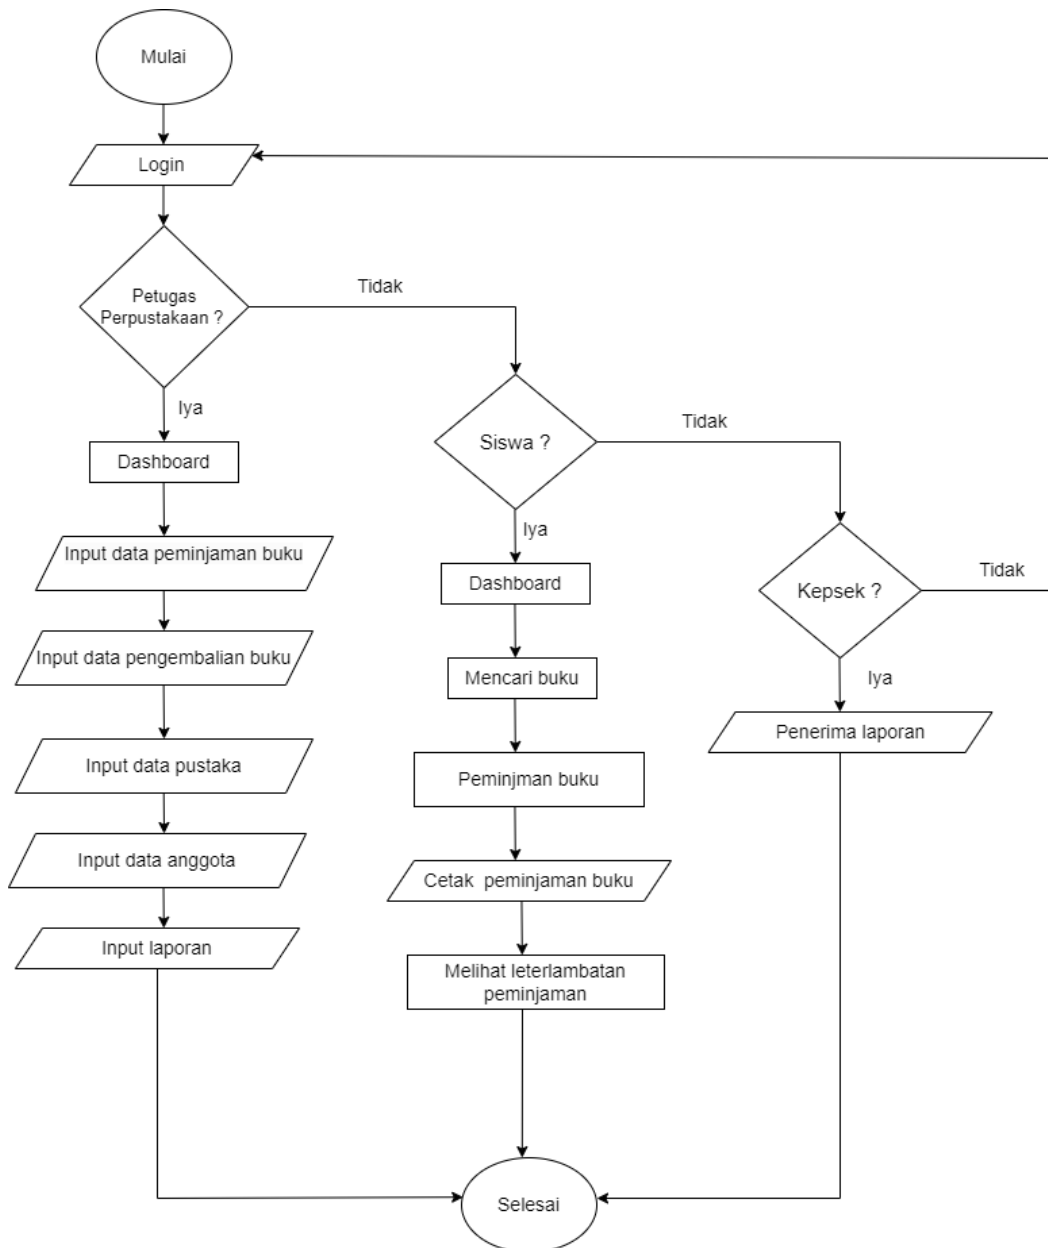 Mulai
Login
Petugas
Perpustakaan ?
Tidak
Iya
Dashboard
Input data peminjaman buku
Input data pengembalian buku
Input data pustaka
Input data anggota
Input laporan
Siswa ?
Tidak
Iya
Dashboard
Mencari buku
Peminjman buku
Cetak  peminjaman buku
Melihat leterlambatan
peminjaman
Kepsek ?
Tidak
Iya
Penerima laporan
Selesai